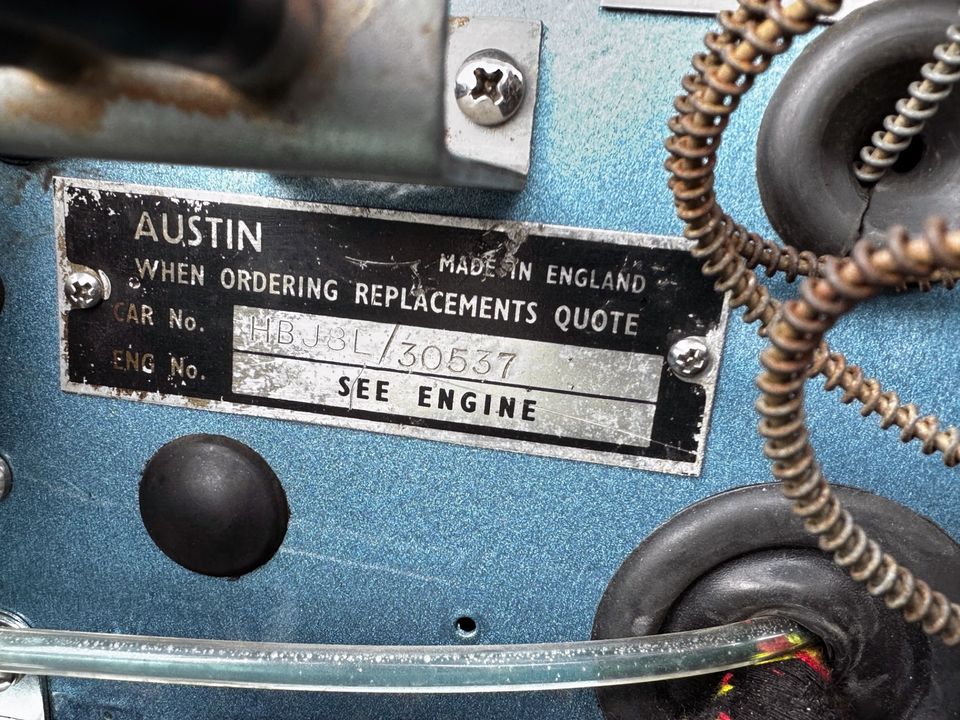 AUSTIN
MADE IN ENGLAND
WHEN ORDERING REPLACEMENTS QUOTE
CAR No. HBJ8L/30537
ENG No. SEE ENGINE